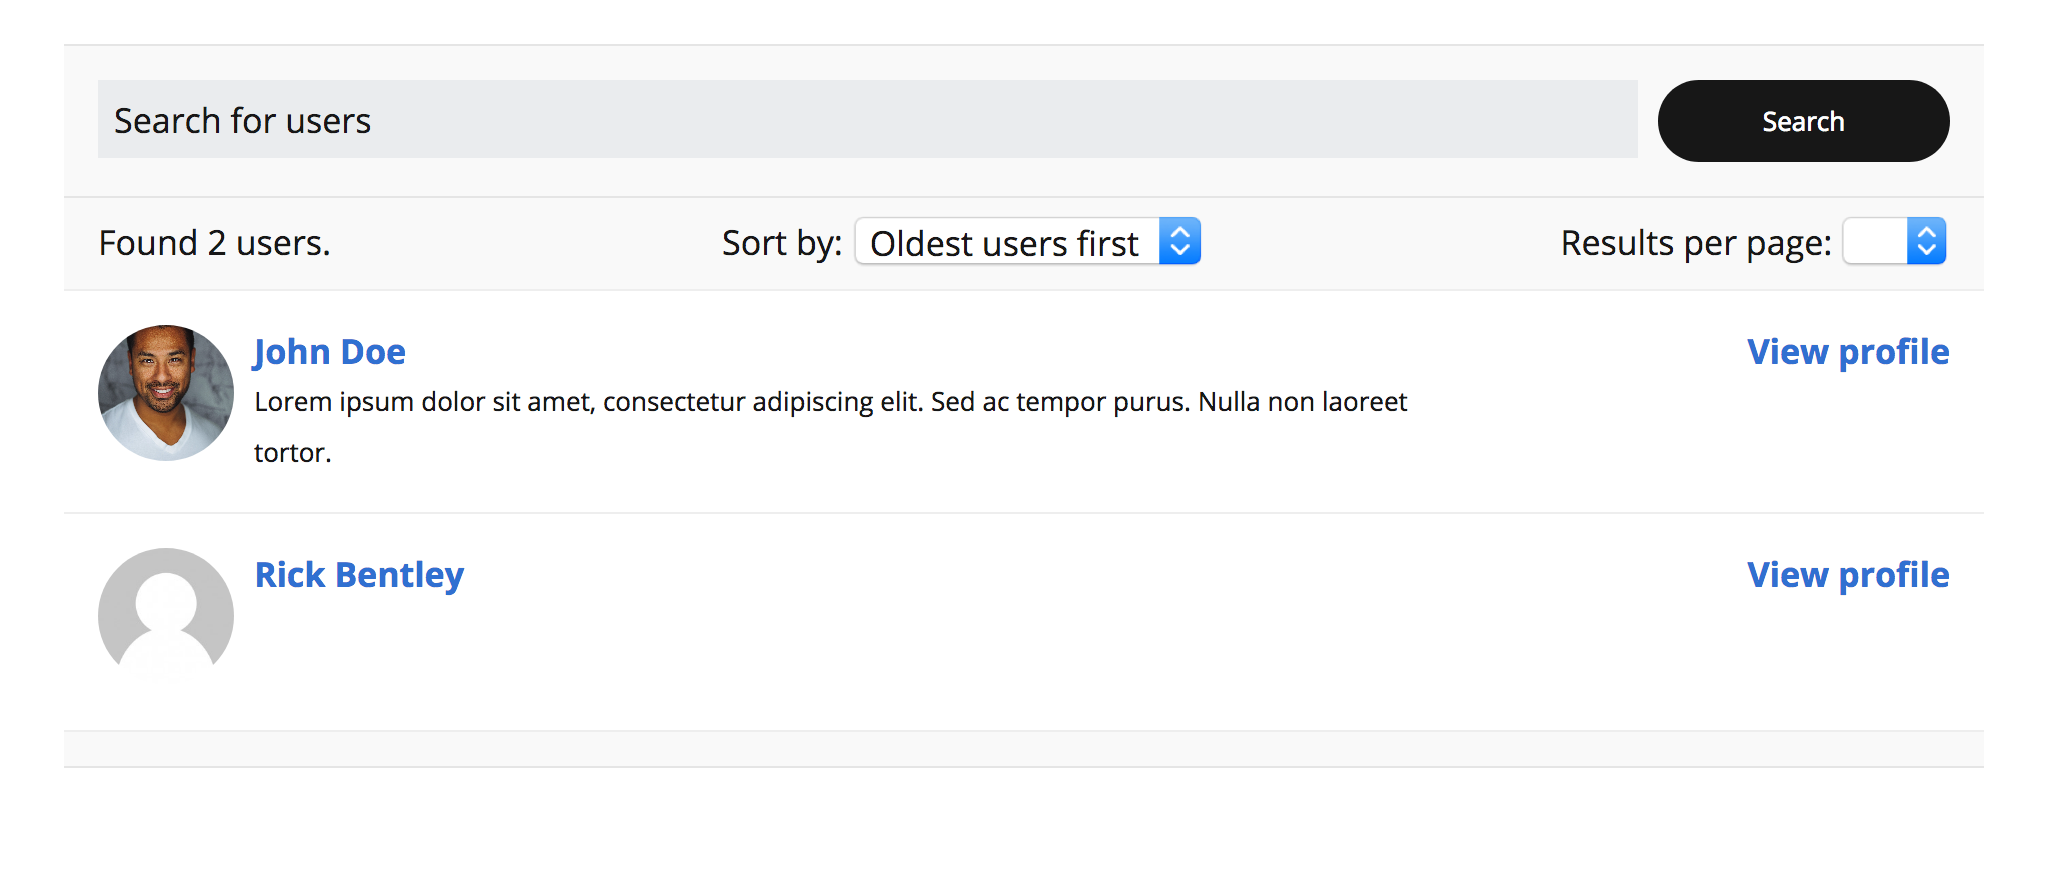 Search for users
Search
Found 2 users.
Sort by: Oldest users first
Results per page:
John Doe
View profile
Lorem ipsum dolor sit amet, consectetur adipiscing elit. Sed ac tempor purus. Nulla non laoreet
tortor.
Rick Bentley
View profile